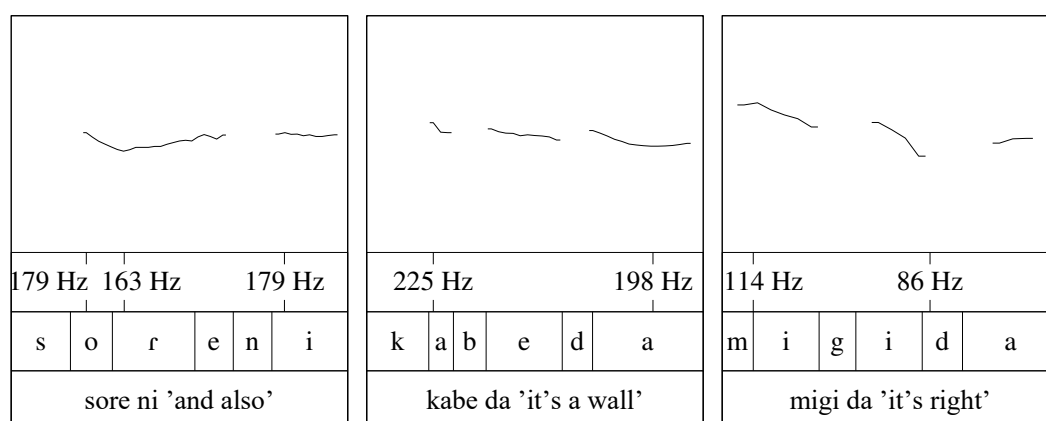 179 Hz 163 Hz 179 Hz
s o ɾ e n i
sore ni 'and also'
225 Hz 198 Hz
k a b e d a
kabe da 'it's a wall'
114 Hz 86 Hz
m i g i d a
migi da 'it's right'